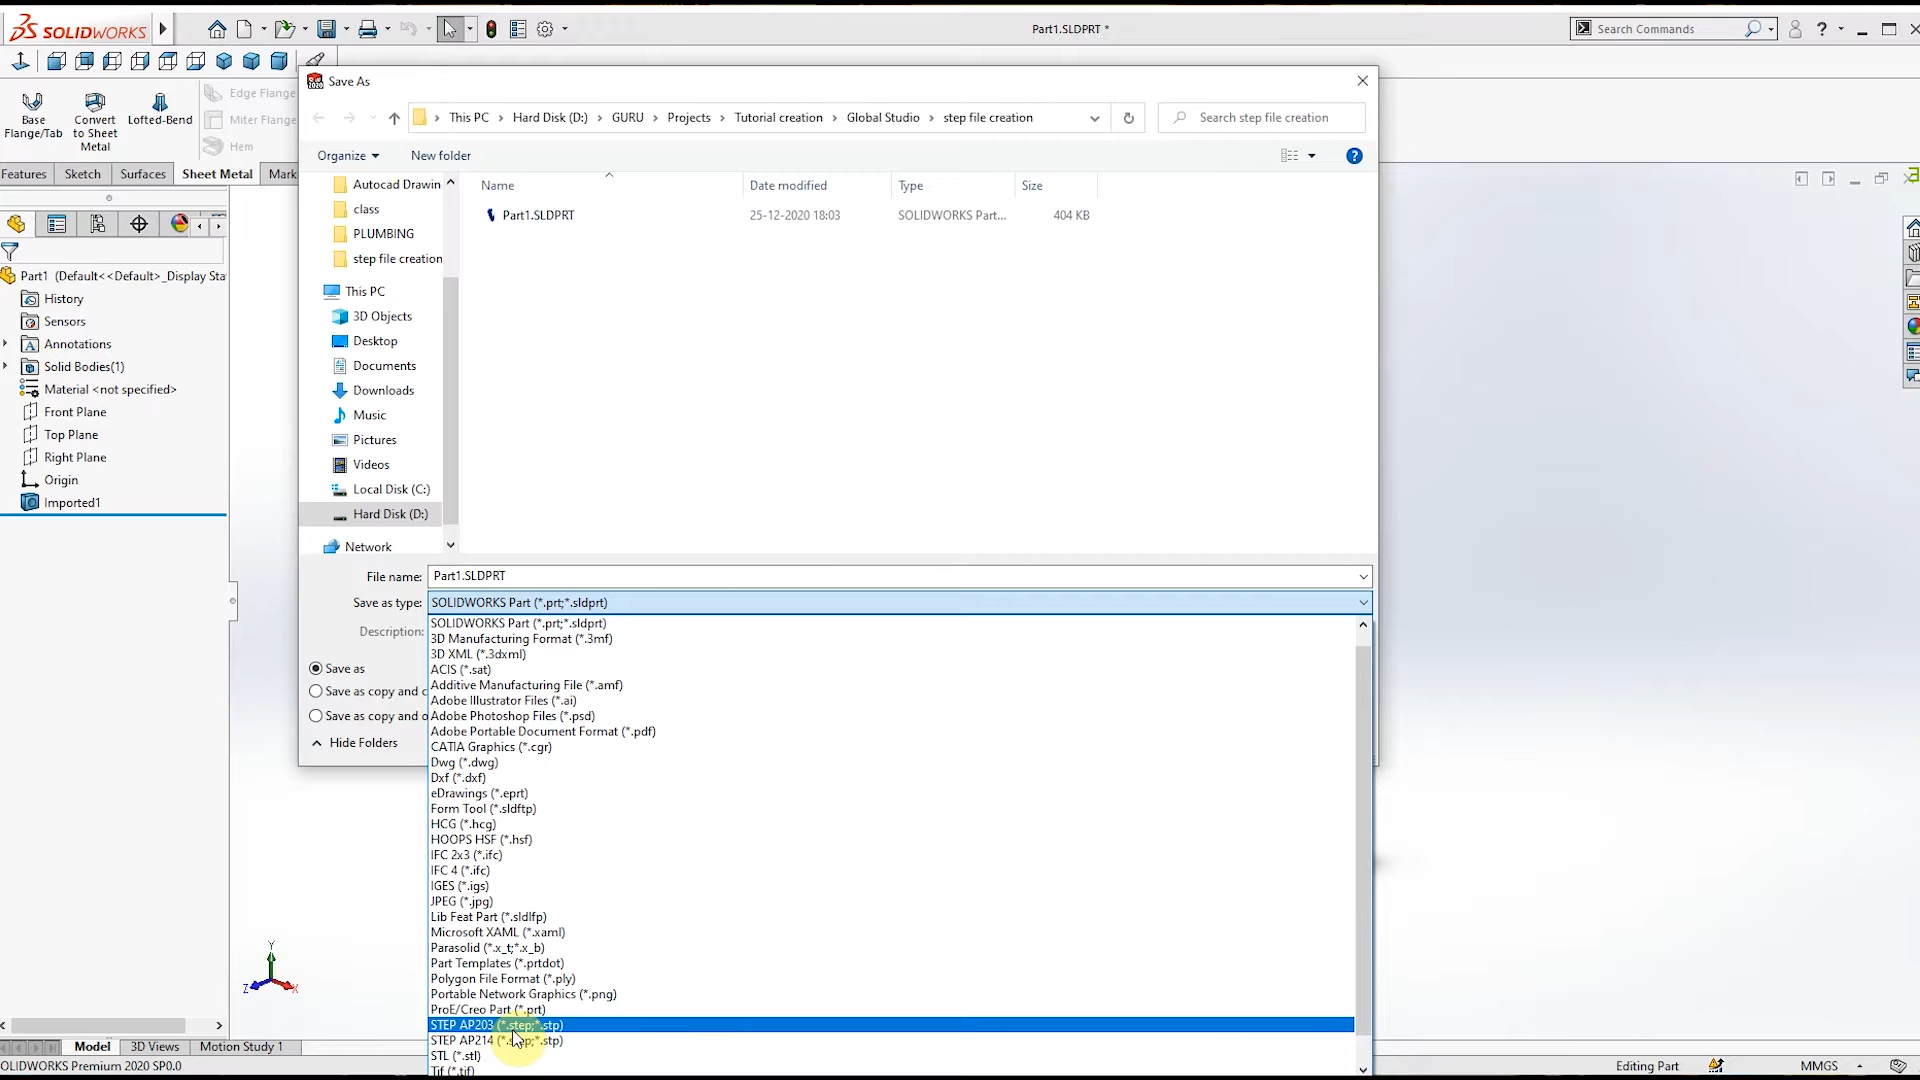 SOLIDWORKS
Part1.SLDPRT *
Search Commands
Save As
This PC > Hard Disk (D:) > GURU > Projects > Tutorial creation > Global Studio > step file creation
Search step file creation
Base Flange/Tab
Convert to Sheet Metal
Lofted-Bend
Edge Flange
Miter Flange
Hem
Organize
New folder
Features
Sketch
Surfaces
Sheet Metal
Mark
Name
Date modified
Type
Size
Part1.SLDPRT
25-12-2020 18:03
SOLIDWORKS Part...
404 KB
Autocad Drawin
class
PLUMBING
step file creation
This PC
3D Objects
Desktop
Documents
Downloads
Music
Pictures
Videos
Local Disk (C:)
Hard Disk (D:)
Network
Part1 (Default<<Default>_Display Sta
History
Sensors
Annotations
Solid Bodies(1)
Material <not specified>
Front Plane
Top Plane
Right Plane
Origin
Imported1
File name:
Part1.SLDPRT
Save as type:
SOLIDWORKS Part (*.prt;*.sldprt)
Description:
Save as
Save as copy and c
Save as copy and o
Hide Folders
SOLIDWORKS Part (*.prt;*.sldprt)
3D Manufacturing Format (*.3mf)
3D XML (*.3dxml)
ACIS (*.sat)
Additive Manufacturing File (*.amf)
Adobe Illustrator Files (*.ai)
Adobe Photoshop Files (*.psd)
Adobe Portable Document Format (*.pdf)
CATIA Graphics (*.cgr)
Dwg (*.dwg)
Dxf (*.dxf)
eDrawings (*.eprt)
Form Tool (*.sldftp)
HCG (*.hcg)
HOOPS HSF (*.hsf)
IFC 2x3 (*.ifc)
IFC 4 (*.ifc)
IGES (*.igs)
JPEG (*.jpg)
Lib Feat Part (*.sldlfp)
Microsoft XAML (*.xaml)
Parasolid (*.x_t;*.x_b)
Part Templates (*.prtdot)
Polygon File Format (*.ply)
Portable Network Graphics (*.png)
ProE/Creo Part (*.prt)
STEP AP203 (*.step;*.stp)
STEP AP214 (*.step;*.stp)
STL (*.stl)
Tif (*.tif)
Y
Z
X
Model
3D Views
Motion Study 1
OLIDWORKS Premium 2020 SP0.0
Editing Part
MMGS